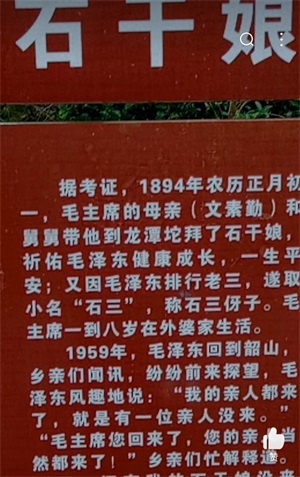 石干娘
据考证，1894年农历正月初
一，毛主席的母亲（文素勤）和
舅舅带他到龙潭坨拜了石干娘，
祈佑毛泽东健康成长，一生平
安；又因毛泽东排行老三，遂取
小名“石三”，称石三伢子。毛
主席一到八岁在外婆家生活。
1959年，毛泽东回到韶山，
乡亲们闻讯，纷纷前来探望，毛
泽东风趣地说：“我的亲人都来
了，就是有一位亲人没来。”
“毛主席您回来了，您的亲 当
然都来了！”乡亲们忙解释道。
赞